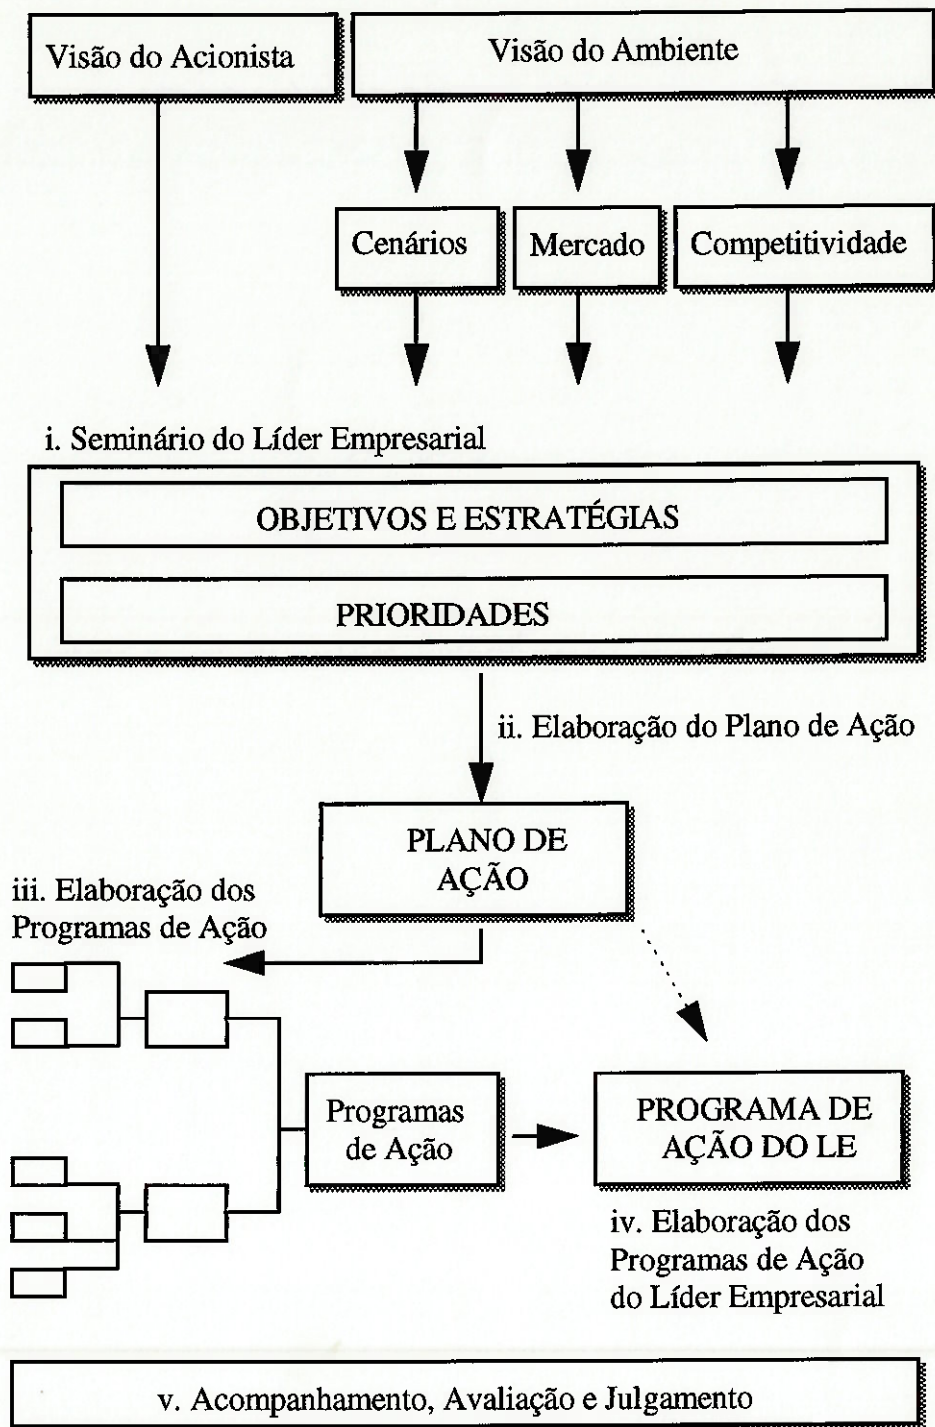 Visão do Acionista
Visão do Ambiente
Cenários
Mercado
Competitividade
i. Seminário do Líder Empresarial
OBJETIVOS E ESTRATÉGIAS
PRIORIDADES
ii. Elaboração do Plano de Ação
PLANO DE
AÇÃO
iii. Elaboração dos
Programas de Ação
Programas
de Ação
PROGRAMA DE
AÇÃO DO LE
iv. Elaboração dos
Programas de Ação
do Líder Empresarial
v. Acompanhamento, Avaliação e Julgamento